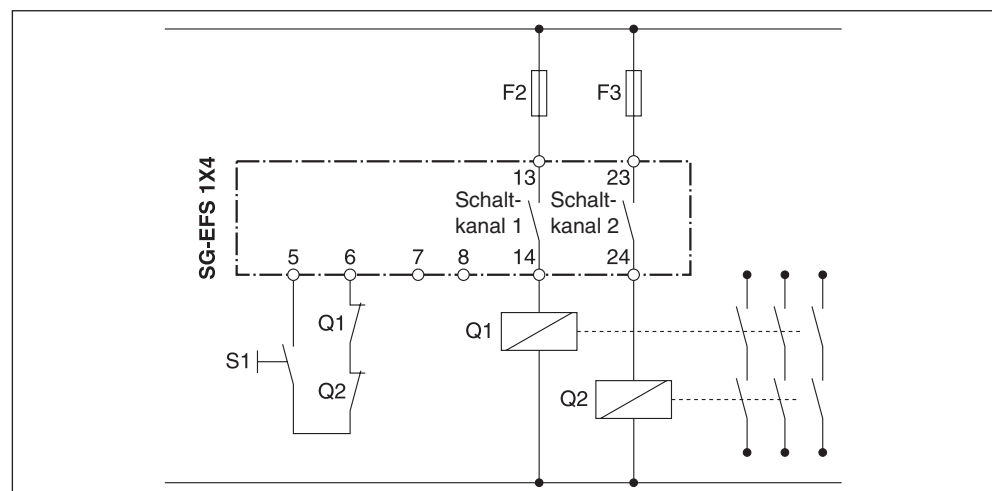 F2
F3
SG-EFS 1X4
13
23
Schalt-
kanal 1
Schalt-
kanal 2
5
6
7
8
14
24
Q1
Q1
S1
Q2
Q2